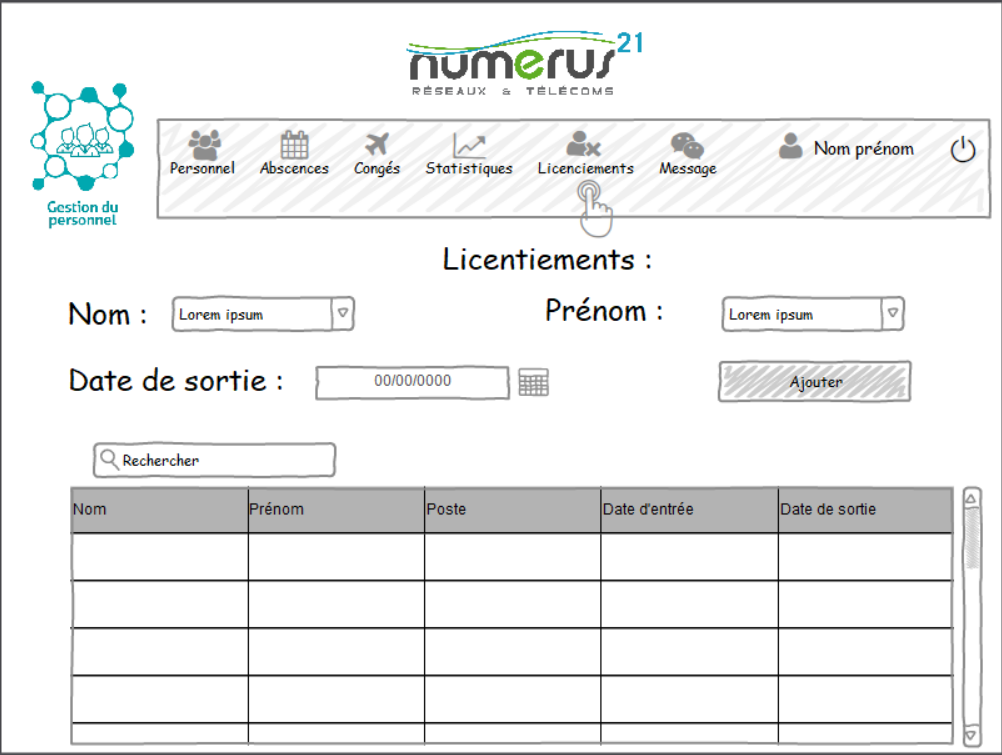 numerus 21
RÉSEAUX & TÉLÉCOMS
Gestion du
personnel
Personnel Abscences Congés Statistiques Licenciements Message Nom prénom
Licentiements :
Nom : Lorem ipsum Prénom : Lorem ipsum
Date de sortie : 00/00/0000 Ajouter
Rechercher
Nom Prénom Poste Date d'entrée Date de sortie